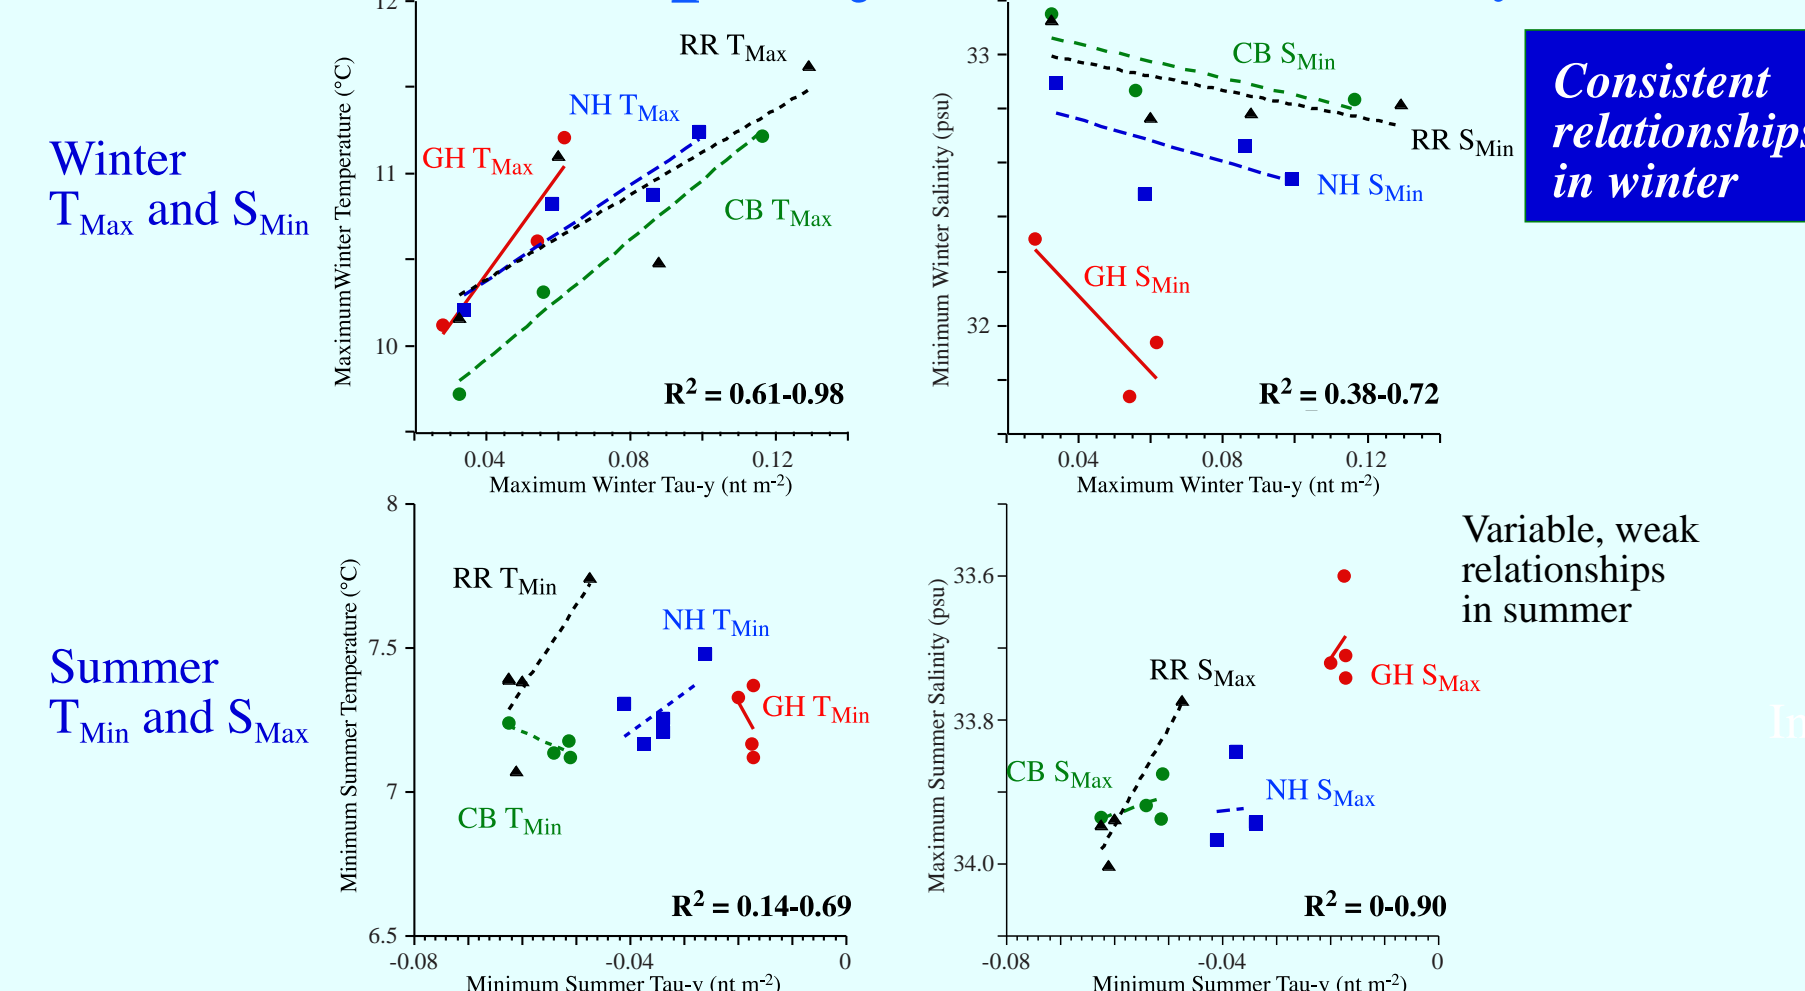 12
RR TMax
NH TMax
GH TMax
11
CB TMax
10
R2 = 0.61-0.98
MaximumWinter Temperature (°C)
0.04 0.08 0.12
Maximum Winter Tau-y (nt m-2)
33
CB SMin
RR SMin
NH SMin
GH SMin
32
R2 = 0.38-0.72
Minimum Winter Salinity (psu)
0.04 0.08 0.12
Maximum Winter Tau-y (nt m-2)
Consistent
relationships
in winter
Winter
TMax and SMin
8
RR TMin
NH TMin
7.5
GH TMin
7
CB TMin
R2 = 0.14-0.69
6.5
Minimum Summer Temperature (°C)
-0.08 -0.04 0
Minimum Summer Tau-y (nt m-2)
33.6
RR SMax
GH SMax
33.8
CB SMax
NH SMax
34.0
R2 = 0-0.90
Maximum Summer Salinity (psu)
-0.08 -0.04 0
Minimum Summer Tau-y (nt m-2)
Variable, weak
relationships
in summer
Summer
TMin and SMax